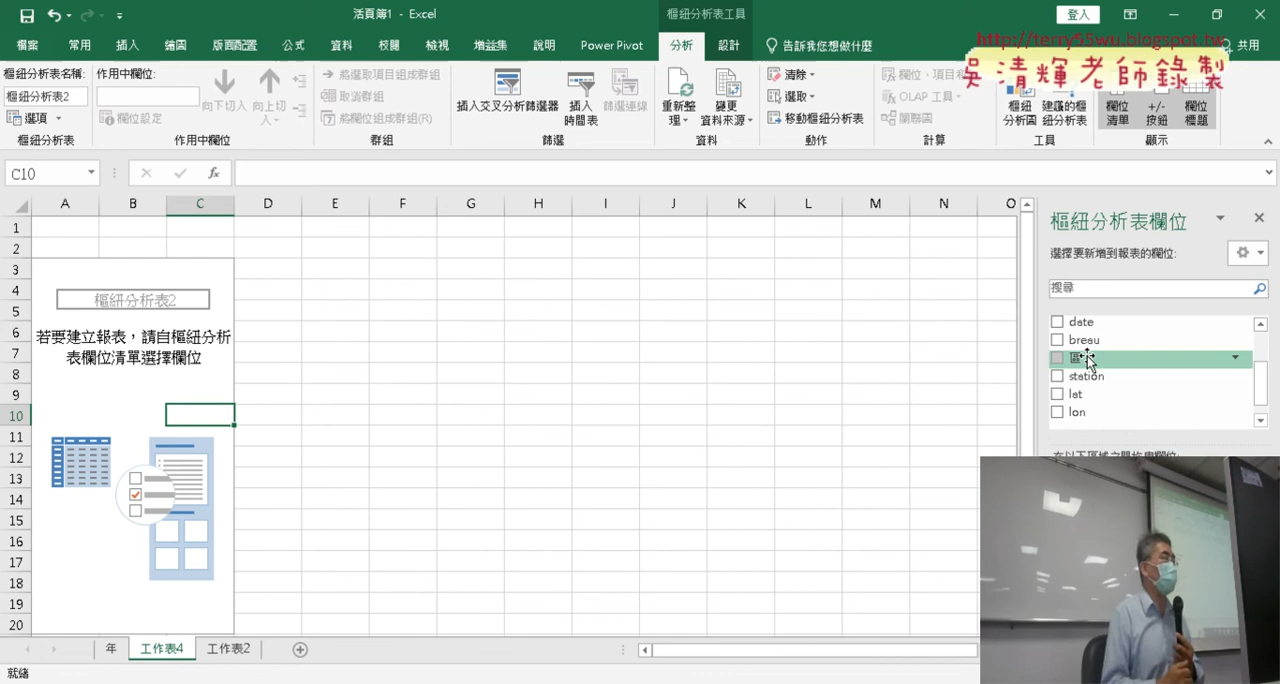 活頁簿1 - Excel
樞紐分析表工具
登入
http://terry55wu.blogspot.tw
吳清輝老師錄製
檔案 常用 插入 繪圖 版面配置 公式 資料 校閱 檢視 增益集 說明 Power Pivot 分析 設計 告訴我您想做什麼 共用
樞紐分析表名稱:
樞紐分析表2
選項
樞紐分析表
作用中欄位:
欄位設定
向下切入
向上切入
作用中欄位
將選取項目組成群組
取消群組
將欄位組成群組(R)
群組
插入交叉分析篩選器
插入時間表
篩選連線
篩選
重新整理
變更資料來源
資料
清除
選取
移動樞紐分析表
動作
欄位、項目和
OLAP 工具
關聯圖
計算
樞紐分析圖
建議的樞紐分析表
工具
欄位清單
+/- 按鈕
欄位標題
顯示
C10
fx
A B C D E F G H I J K L M N O
1
2
3
4
5
6
7
8
9
10
11
12
13
14
15
16
17
18
19
20
樞紐分析表2
若要建立報表，請自樞紐分析
表欄位清單選擇欄位
樞紐分析表欄位
選擇要新增到報表的欄位:
搜尋
date
breau
區
station
lat
lon
年 工作表4 工作表2
就緒